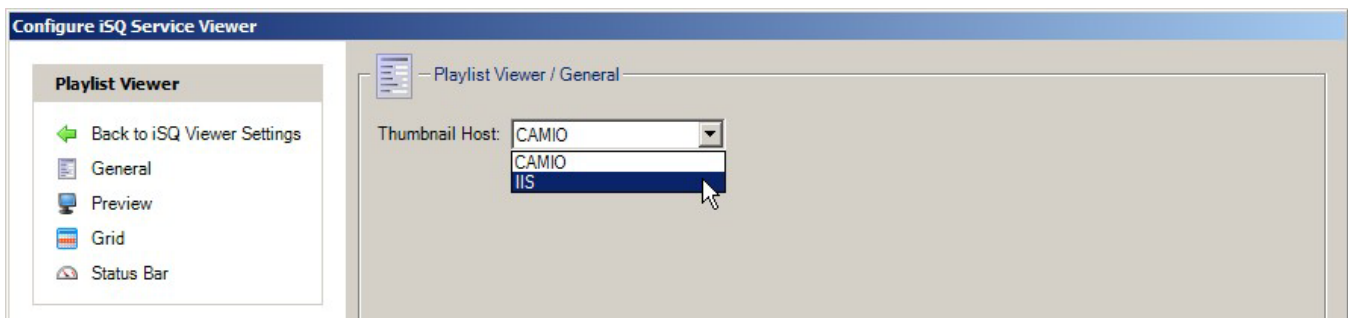 Configure iSQ Service Viewer
Playlist Viewer
Back to iSQ Viewer Settings
General
Preview
Grid
Status Bar
Playlist Viewer / General
Thumbnail Host: CAMIO
CAMIO
IIS